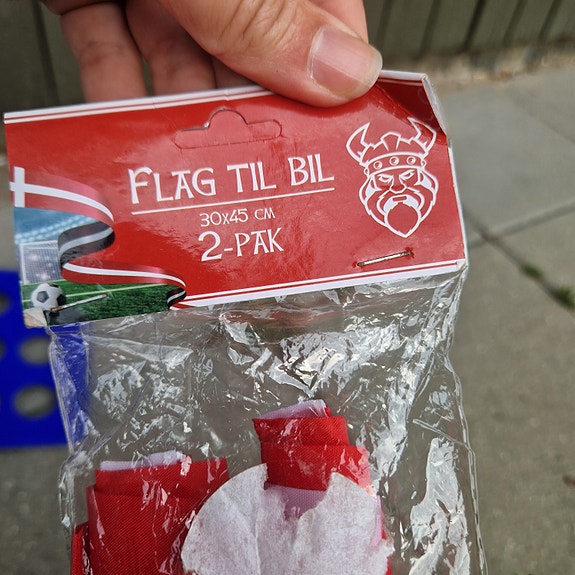 FLAG TIL BIL
30x45 CM
2-PAK